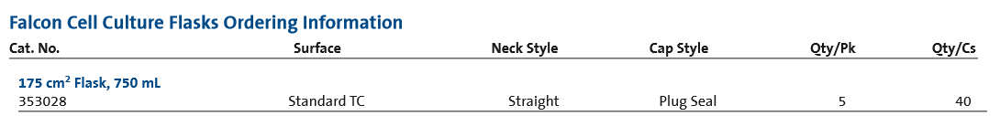 Falcon Cell Culture Flasks Ordering Information
Cat. No. Surface Neck Style Cap Style Qty/Pk Qty/Cs
175 cm² Flask, 750 mL
353028 Standard TC Straight Plug Seal 5 40